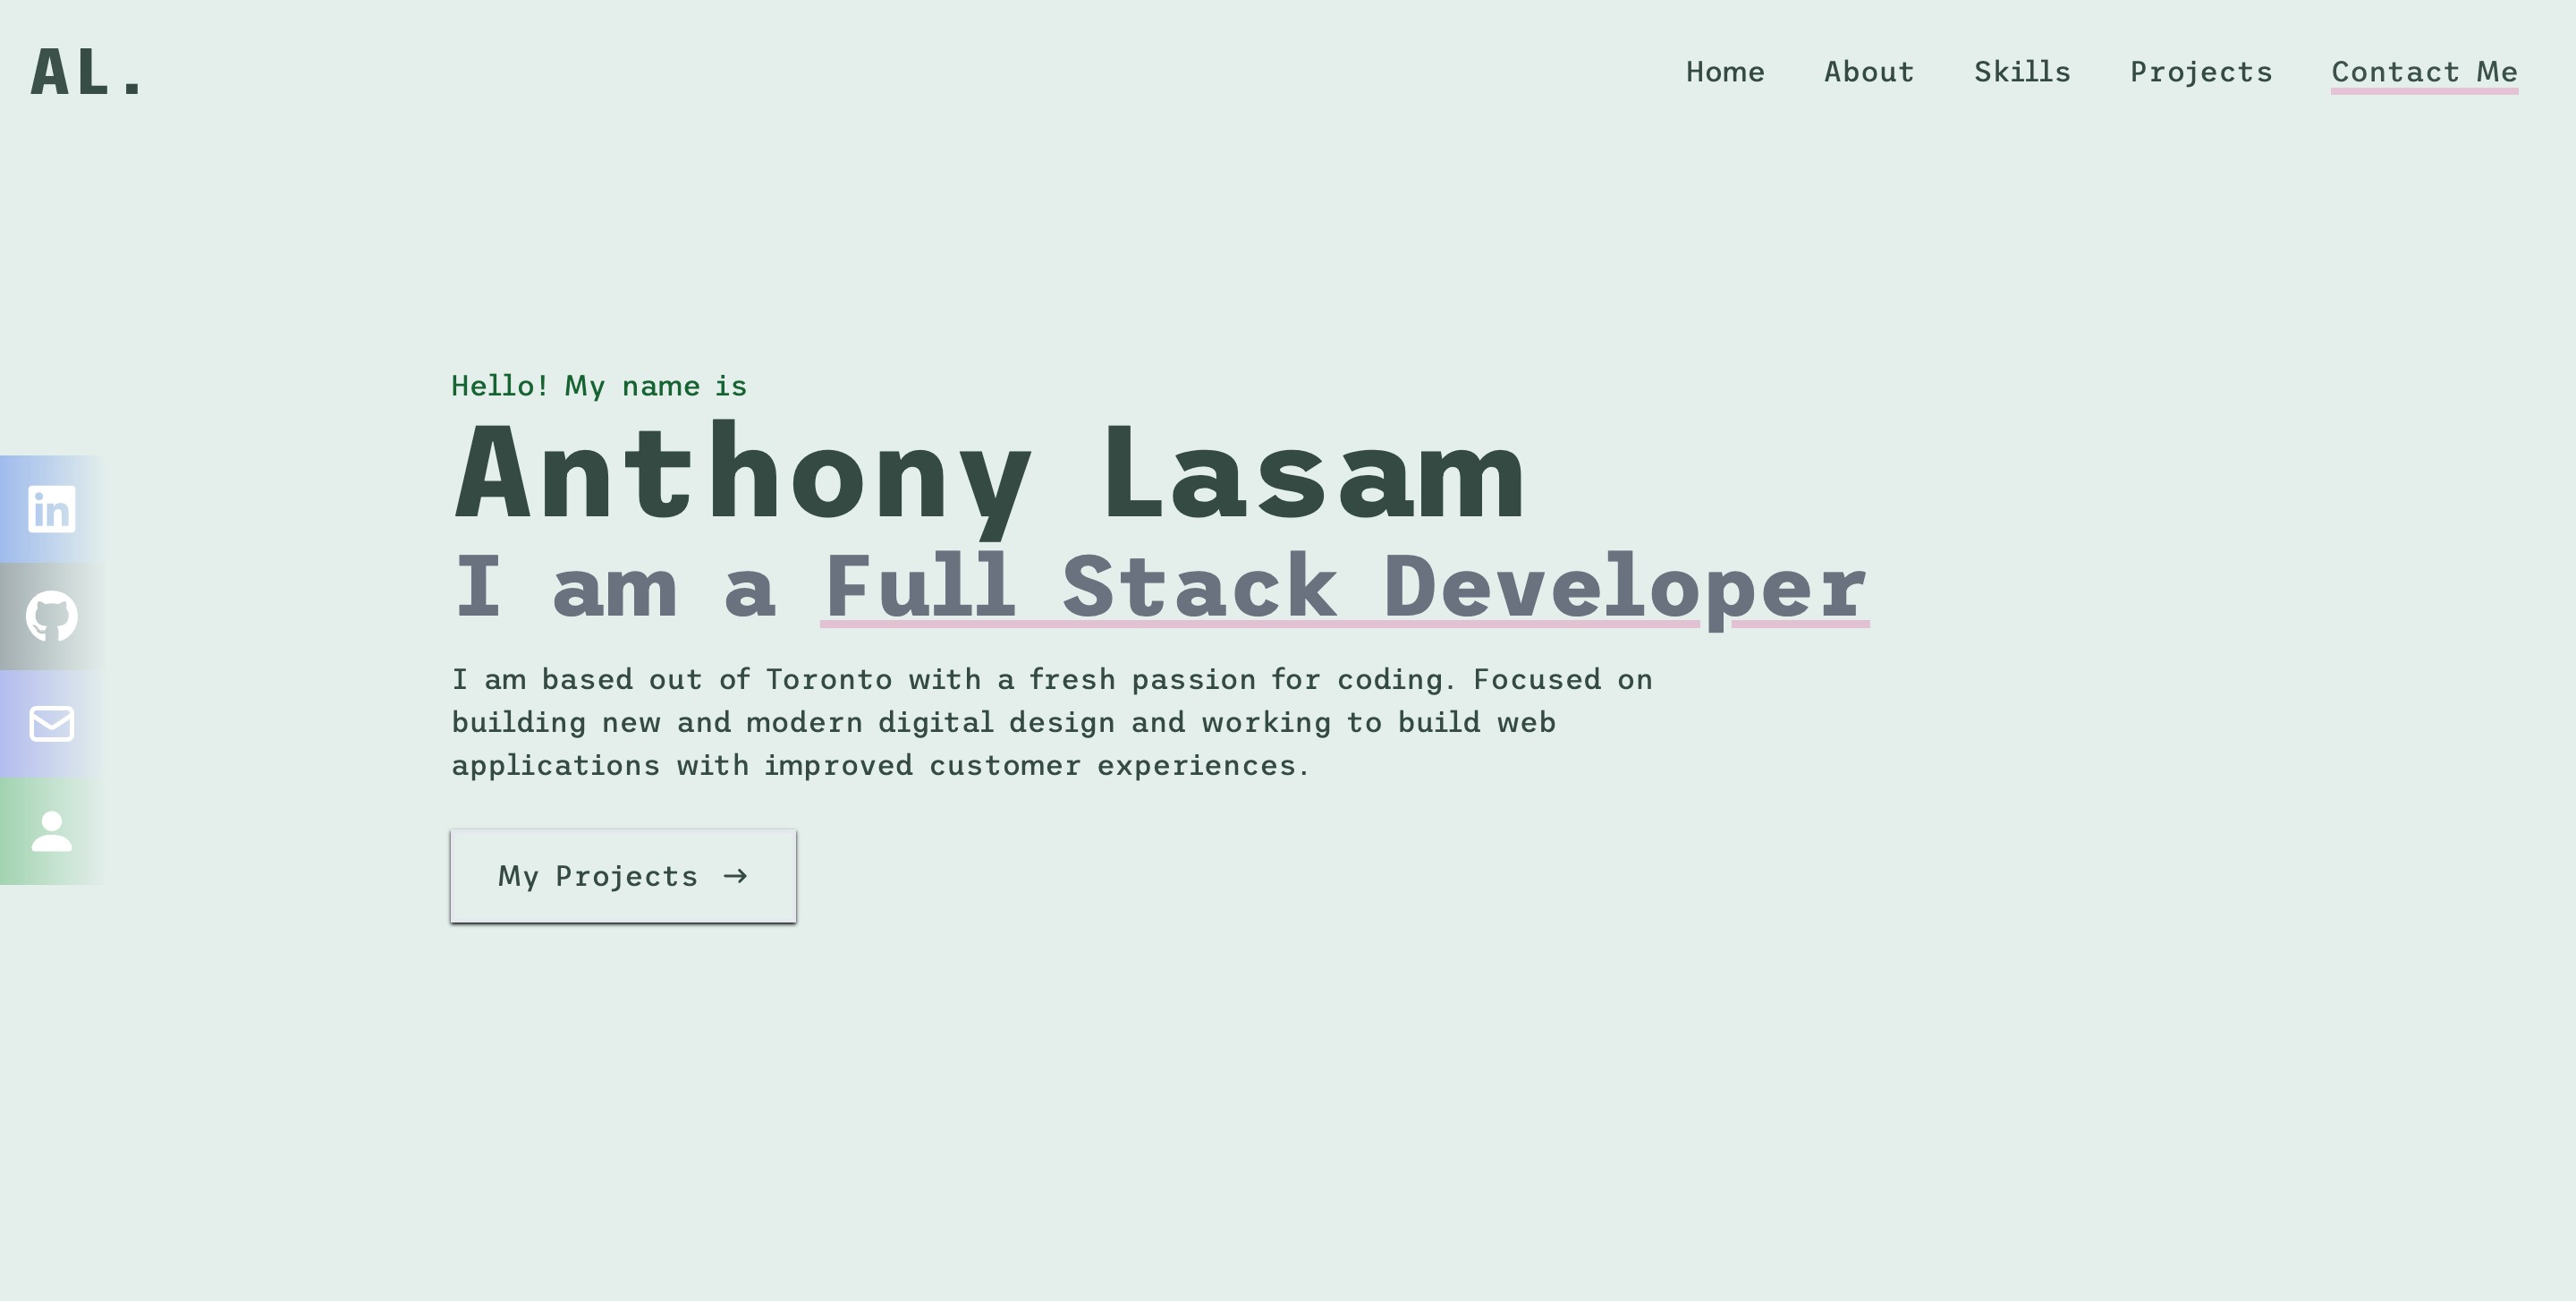 AL.
Home About Skills Projects Contact Me
Hello! My name is
Anthony Lasam
I am a Full Stack Developer
in
I am based out of Toronto with a fresh passion for coding. Focused on
building new and modern digital design and working to build web
applications with improved customer experiences.
My Projects →